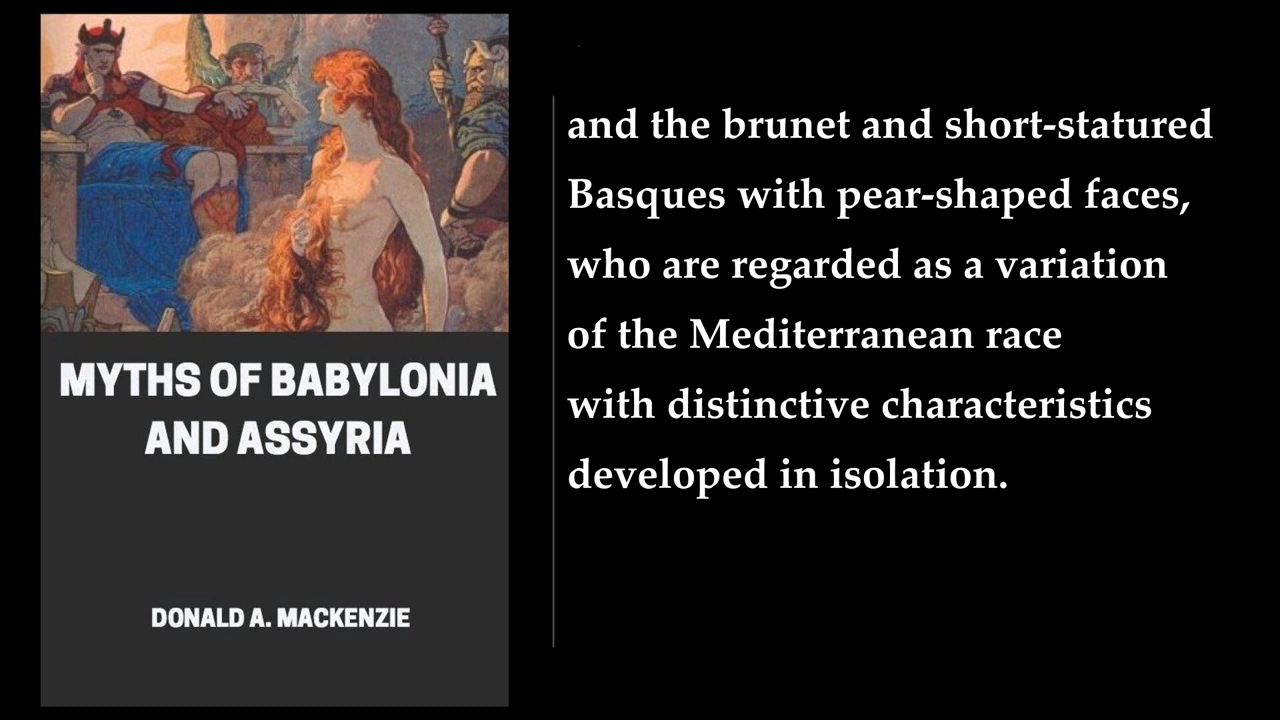 MYTHS OF BABYLONIA
AND ASSYRIA
DONALD A. MACKENZIE
and the brunet and short-statured
Basques with pear-shaped faces,
who are regarded as a variation
of the Mediterranean race
with distinctive characteristics
developed in isolation.